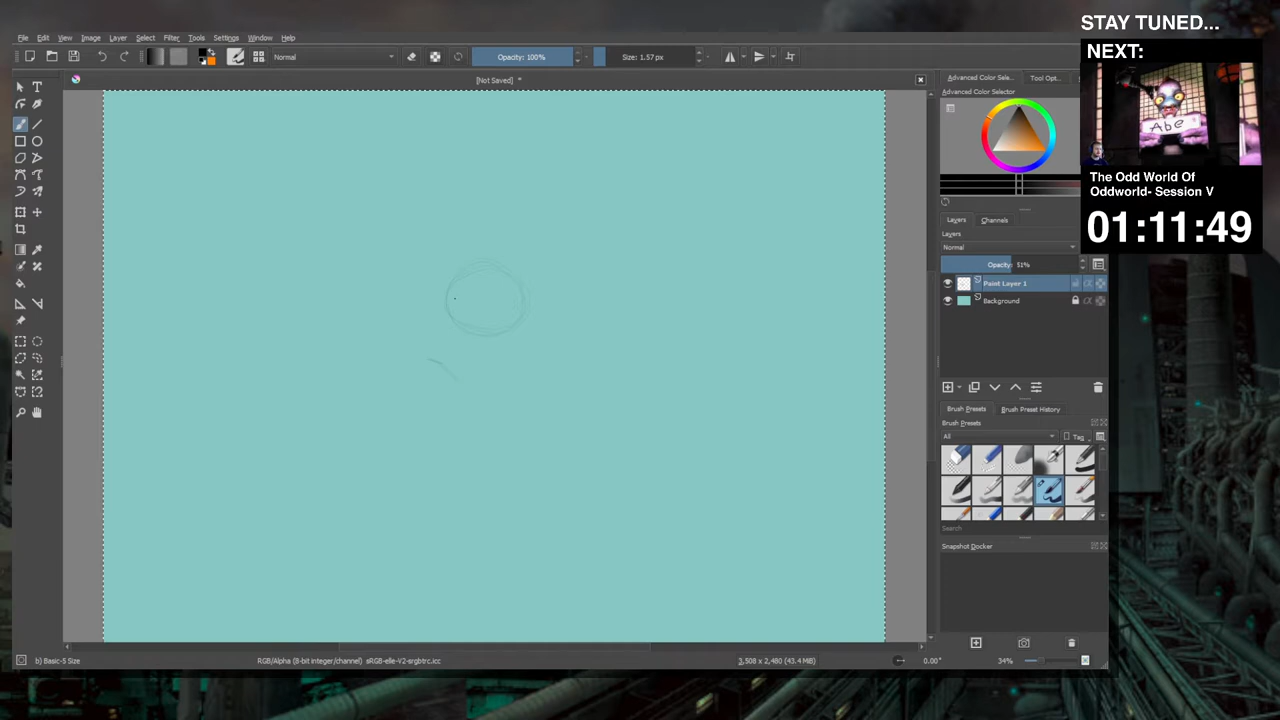 STAY TUNED...
NEXT:
Abe
The Odd World Of
Oddworld- Session V
01:11:49
File Edit View Image Layer Select Filter Tools Settings Window Help
Normal
Opacity: 100%
Size: 1.57 px
[Not Saved] *
Advanced Color Sele...
Tool Opt...
Advanced Color Selector
Layers
Channels
Layers
Normal
Opacity: 51%
Paint Layer 1
Background
Brush Presets
Brush Preset History
Brush Presets
All
Tag
Search
Snapshot Docker
b) Basic-5 Size
RGB/Alpha (8-bit integer/channel) sRGB-elle-V2-srgbtrc.icc
3,508 x 2,480 (43.4 MiB)
0.00°
34%